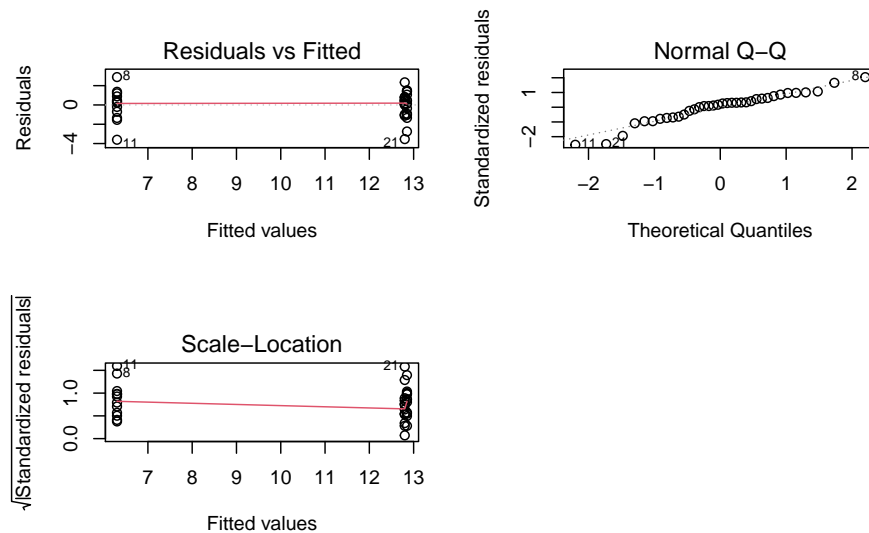 Residuals vs Fitted
Residuals
0
−4
8
11
21
7 8 9 10 11 12 13
Fitted values
Normal Q−Q
Standardized residuals
1
−2
8
11
21
−2 −1 0 1 2
Theoretical Quantiles
Scale−Location
√|Standardized residuals|
1.0
0.0
11
8
21
7 8 9 10 11 12 13
Fitted values